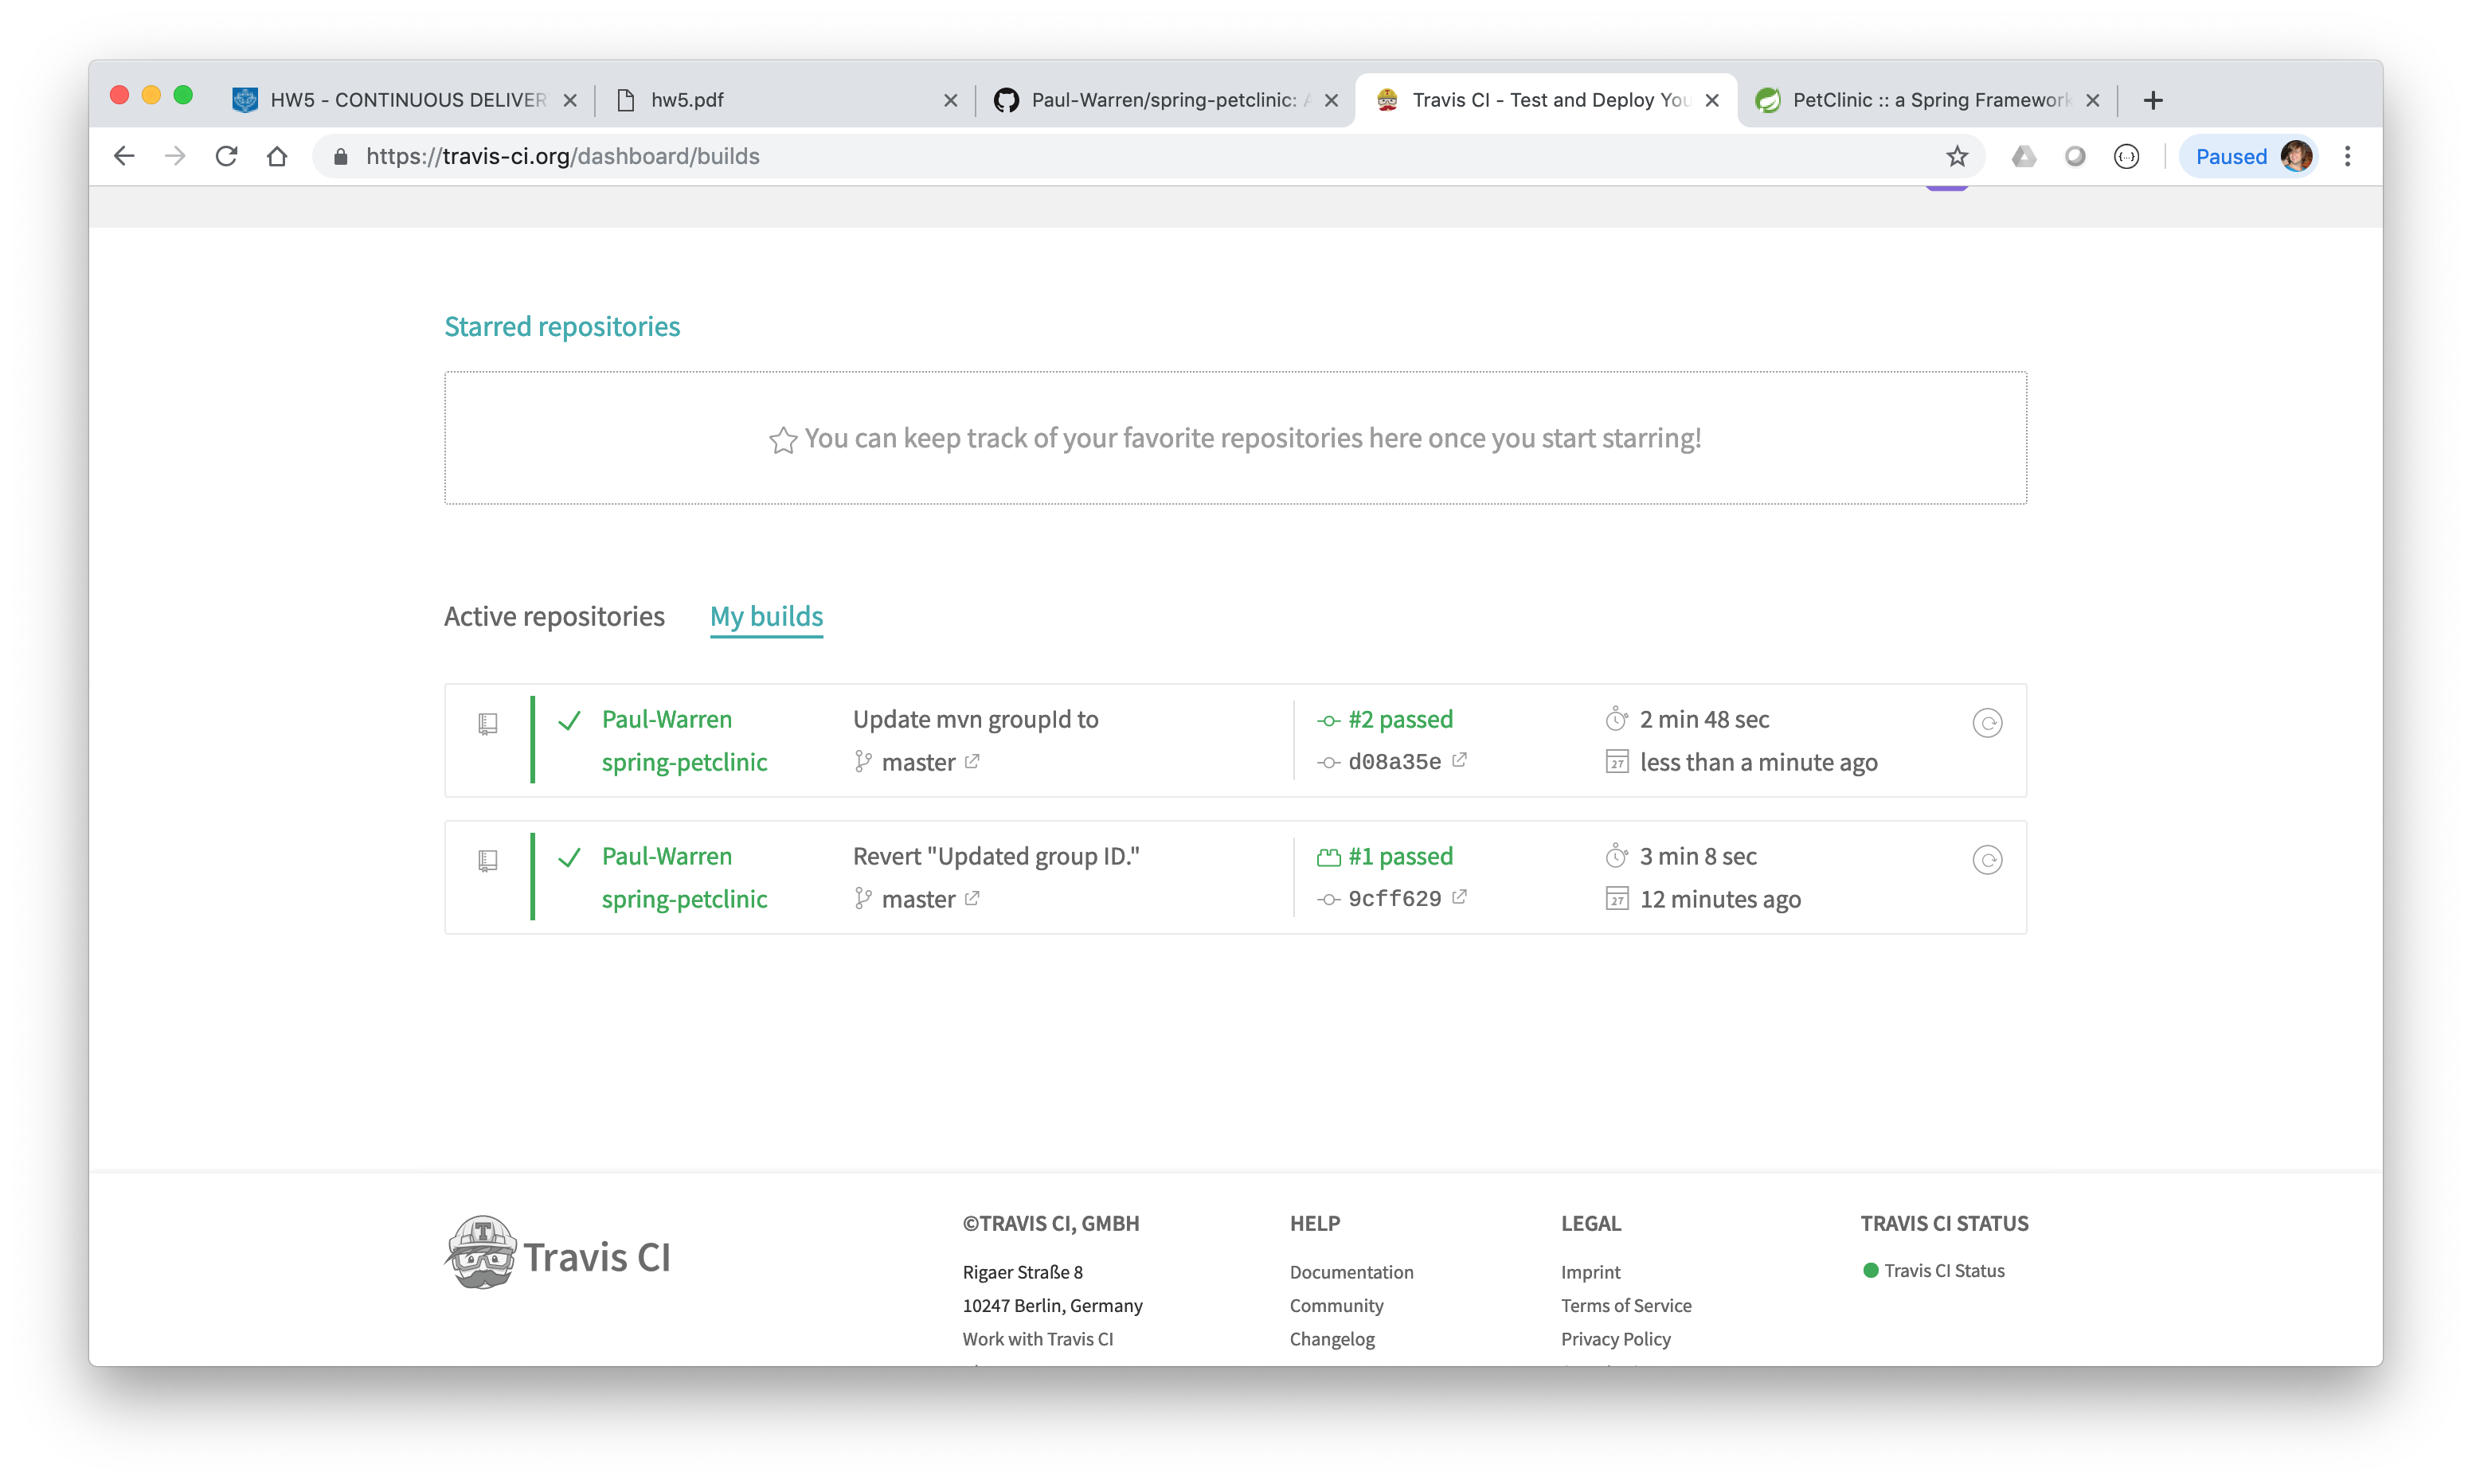 HW5 - CONTINUOUS DELIVER
hw5.pdf
Paul-Warren/spring-petclinic: A
Travis CI - Test and Deploy You
PetClinic :: a Spring Framework
https://travis-ci.org/dashboard/builds
Paused
Starred repositories
You can keep track of your favorite repositories here once you start starring!
Active repositories
My builds
Paul-Warren
spring-petclinic
Update mvn groupId to
master
#2 passed
d08a35e
2 min 48 sec
27 less than a minute ago
Paul-Warren
spring-petclinic
Revert "Updated group ID."
master
#1 passed
9cff629
3 min 8 sec
27 12 minutes ago
T
Travis CI
©TRAVIS CI, GMBH
Rigaer Straße 8
10247 Berlin, Germany
Work with Travis CI
HELP
Documentation
Community
Changelog
LEGAL
Imprint
Terms of Service
Privacy Policy
TRAVIS CI STATUS
Travis CI Status